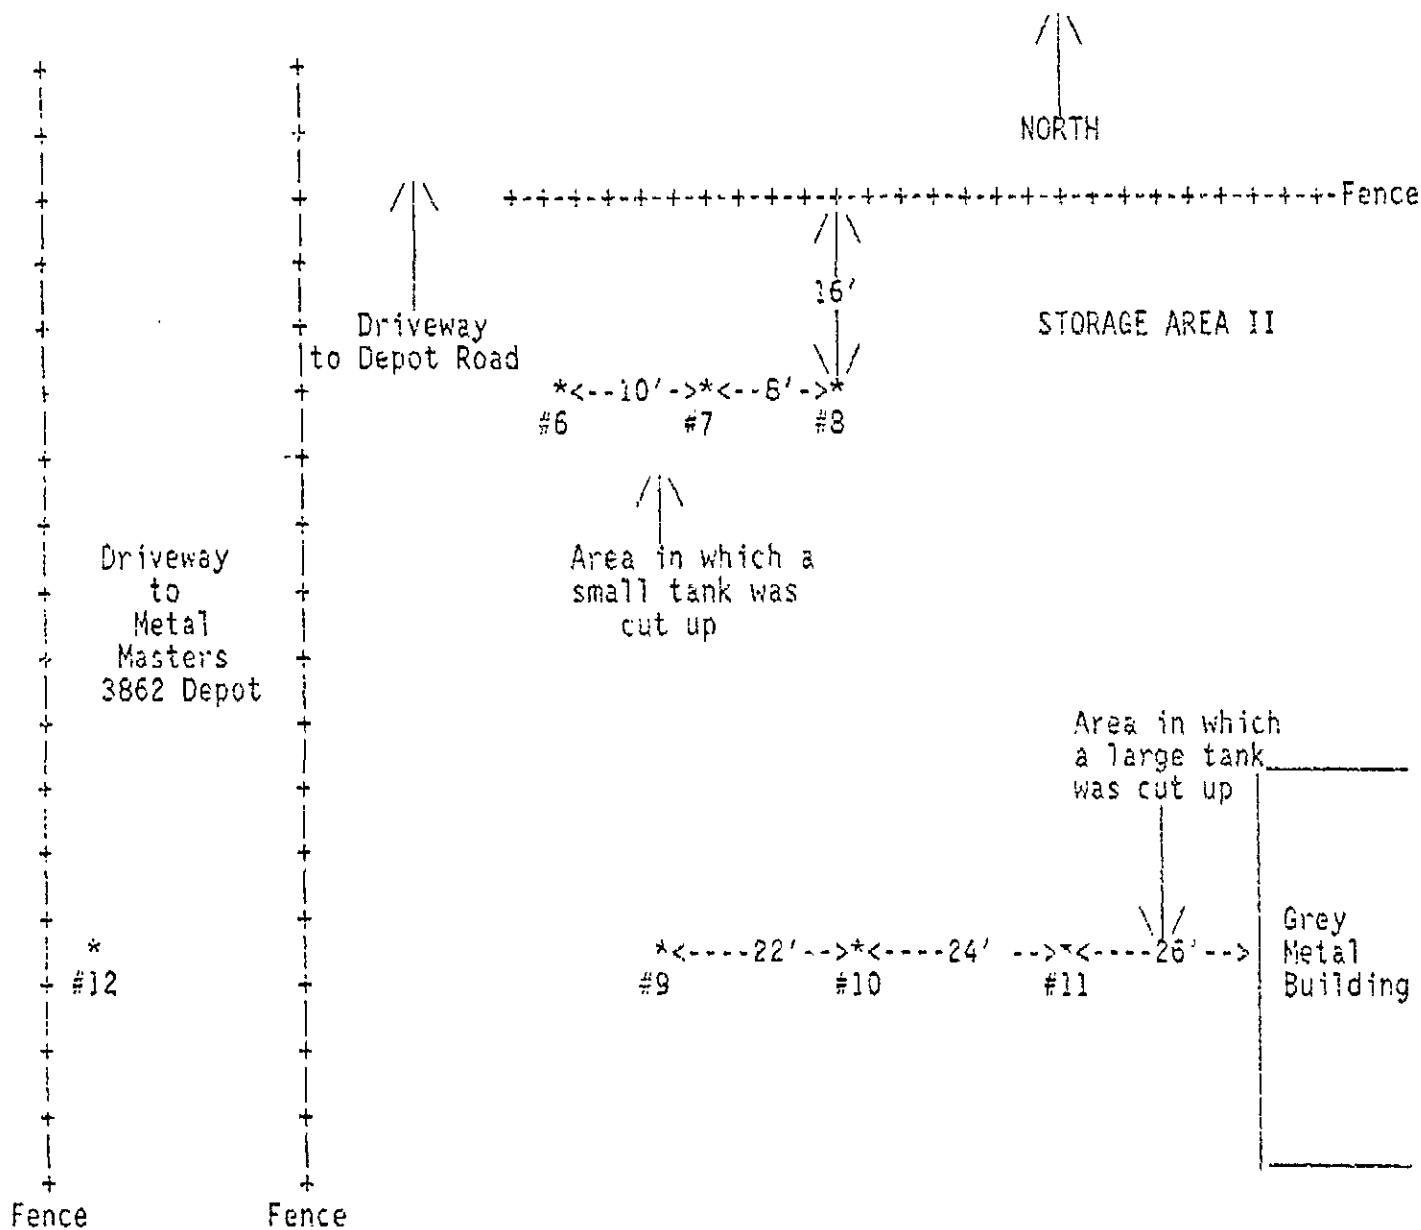 NORTH
+--+--+--+--+--+--+--+--+--+--+--+--+--+-Fence
16'
Driveway
to Depot Road
STORAGE AREA II
*<--10'->*<--8'->*
#6 #7 #8
Area in which a
small tank was
cut up
Driveway
to
Metal
Masters
3862 Depot
Area in which
a large tank
was cut up
*<----22'-->*<----24' -->*<----26'-->
#9 #10 #11
Grey
Metal
Building
*
#12
Fence Fence